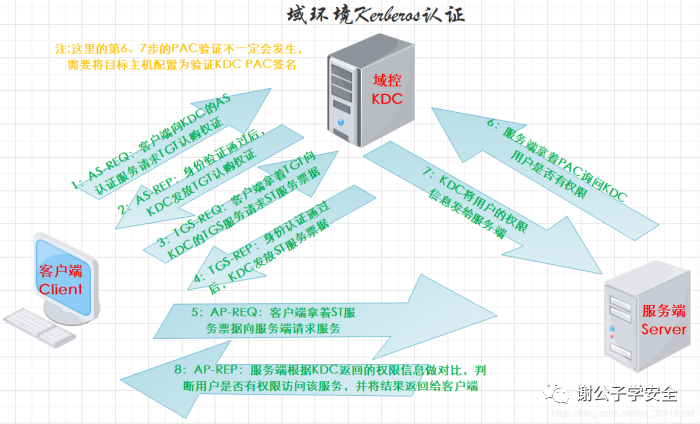 域环境Kerberos认证
注:这里的第6、7步的PAC验证不一定会发生,
需要将目标主机配置为验证KDC PAC签名
域控
KDC
1: AS-REQ: 客户端向KDC的AS
认证服务请求TGT认购权证
2: AS-REP: 身份验证通过后,
KDC发放TGT认购权证
3: TGS-REQ: 客户端拿着TGT向
KDC的TGS服务请求ST服务票据
4: TGS-REP: 身份认证通过
后, KDC发放ST服务票据
6: 服务端拿着PAC询问KDC
用户是否有权限
7: KDC将用户的权限
信息发给服务端
客户端
Client
服务端
Server
5: AP-REQ: 客户端拿着ST服
务票据向服务端请求服务
8: AP-REP: 服务端根据KDC返回的权限信息做对比, 判
断用户是否有权限访问该服务, 并将结果返回给客户端
谢公子学安全